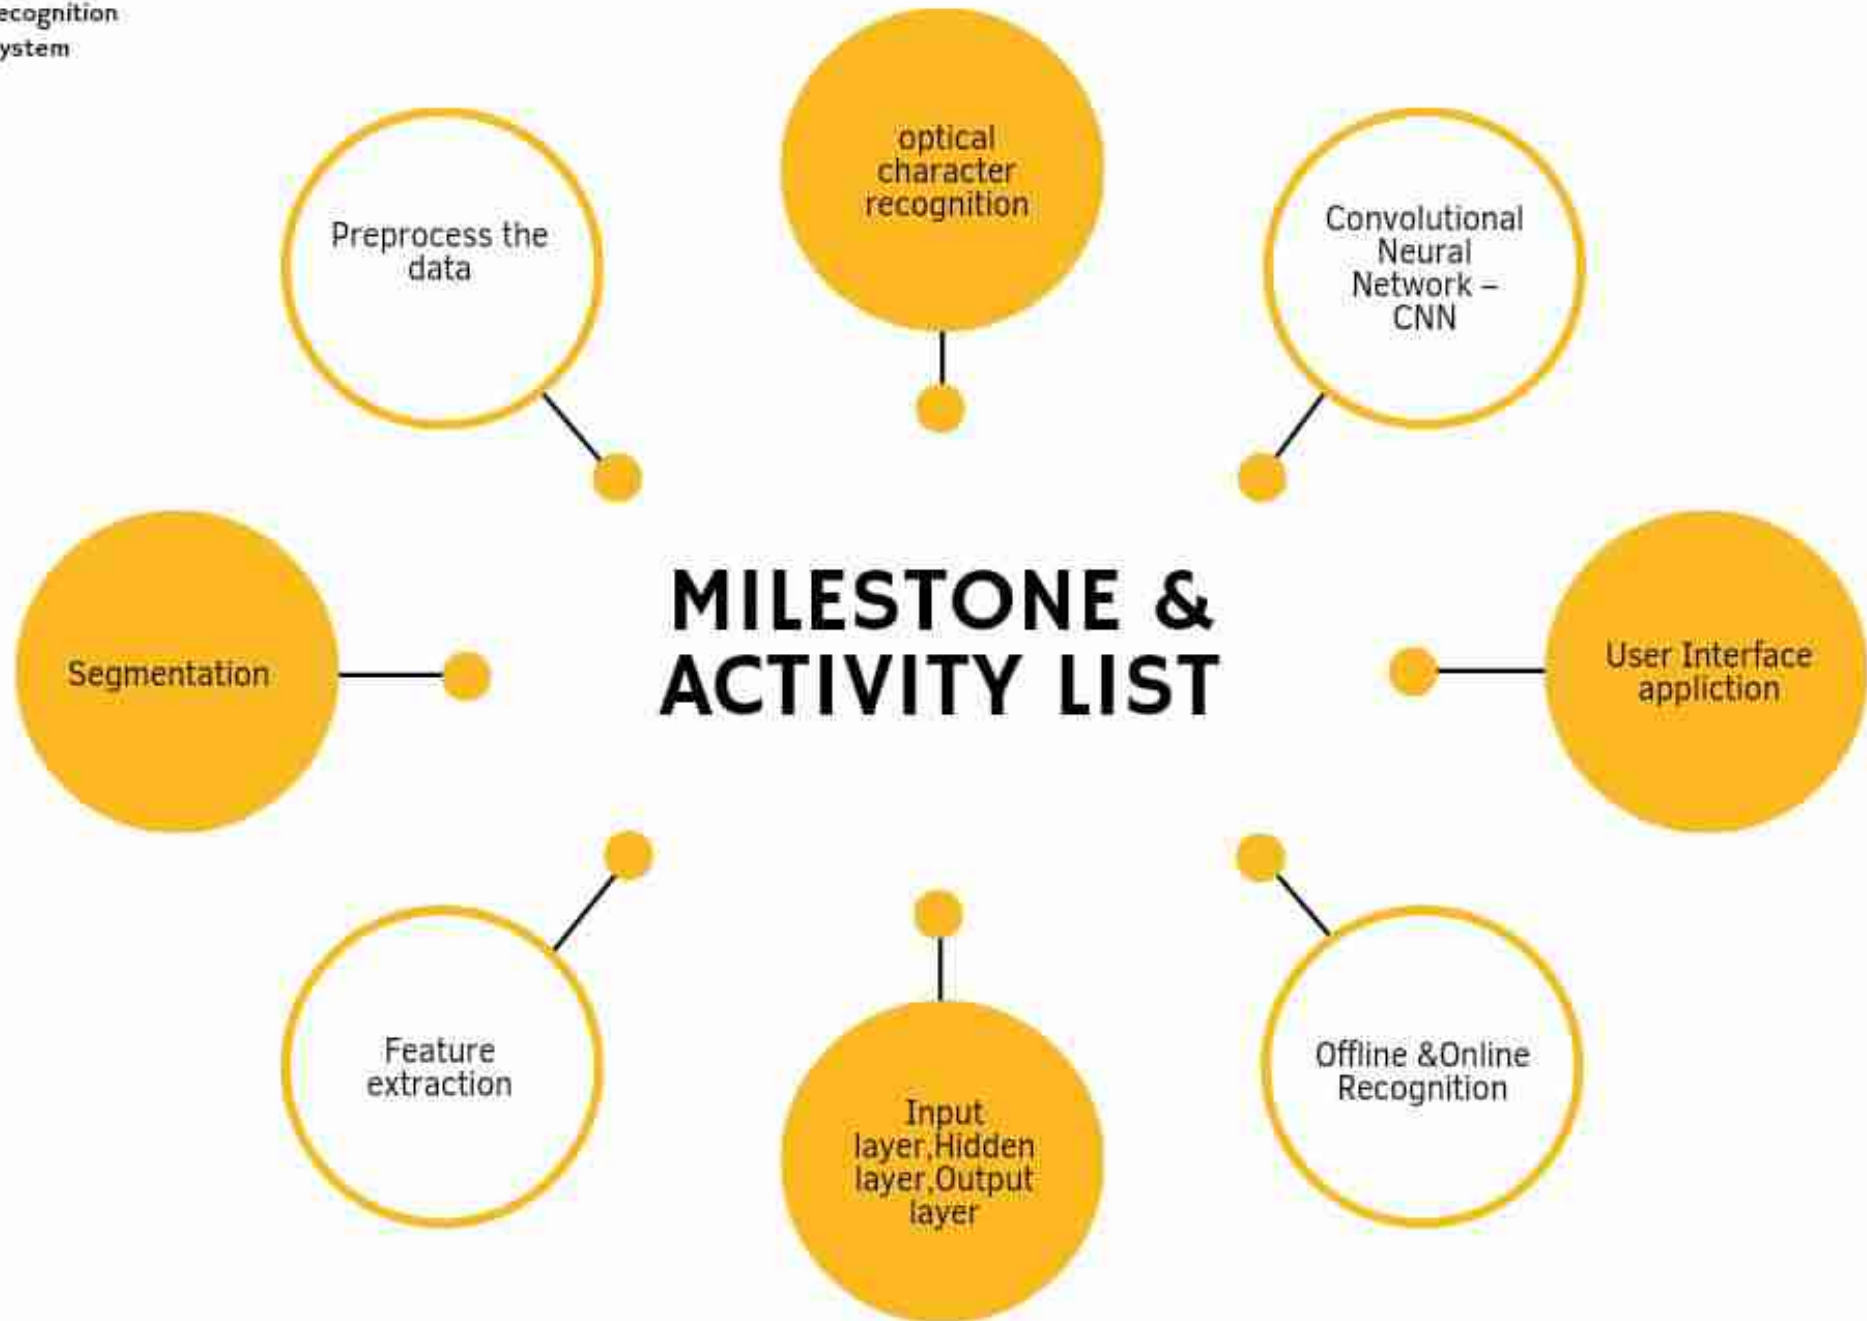 ecognition
ystem
optical
character
recognition
Preprocess the
data
Convolutional
Neural
Network –
CNN
MILESTONE &
ACTIVITY LIST
Segmentation
User Interface
appliction
Feature
extraction
Input
layer,Hidden
layer,Output
layer
Offline &Online
Recognition